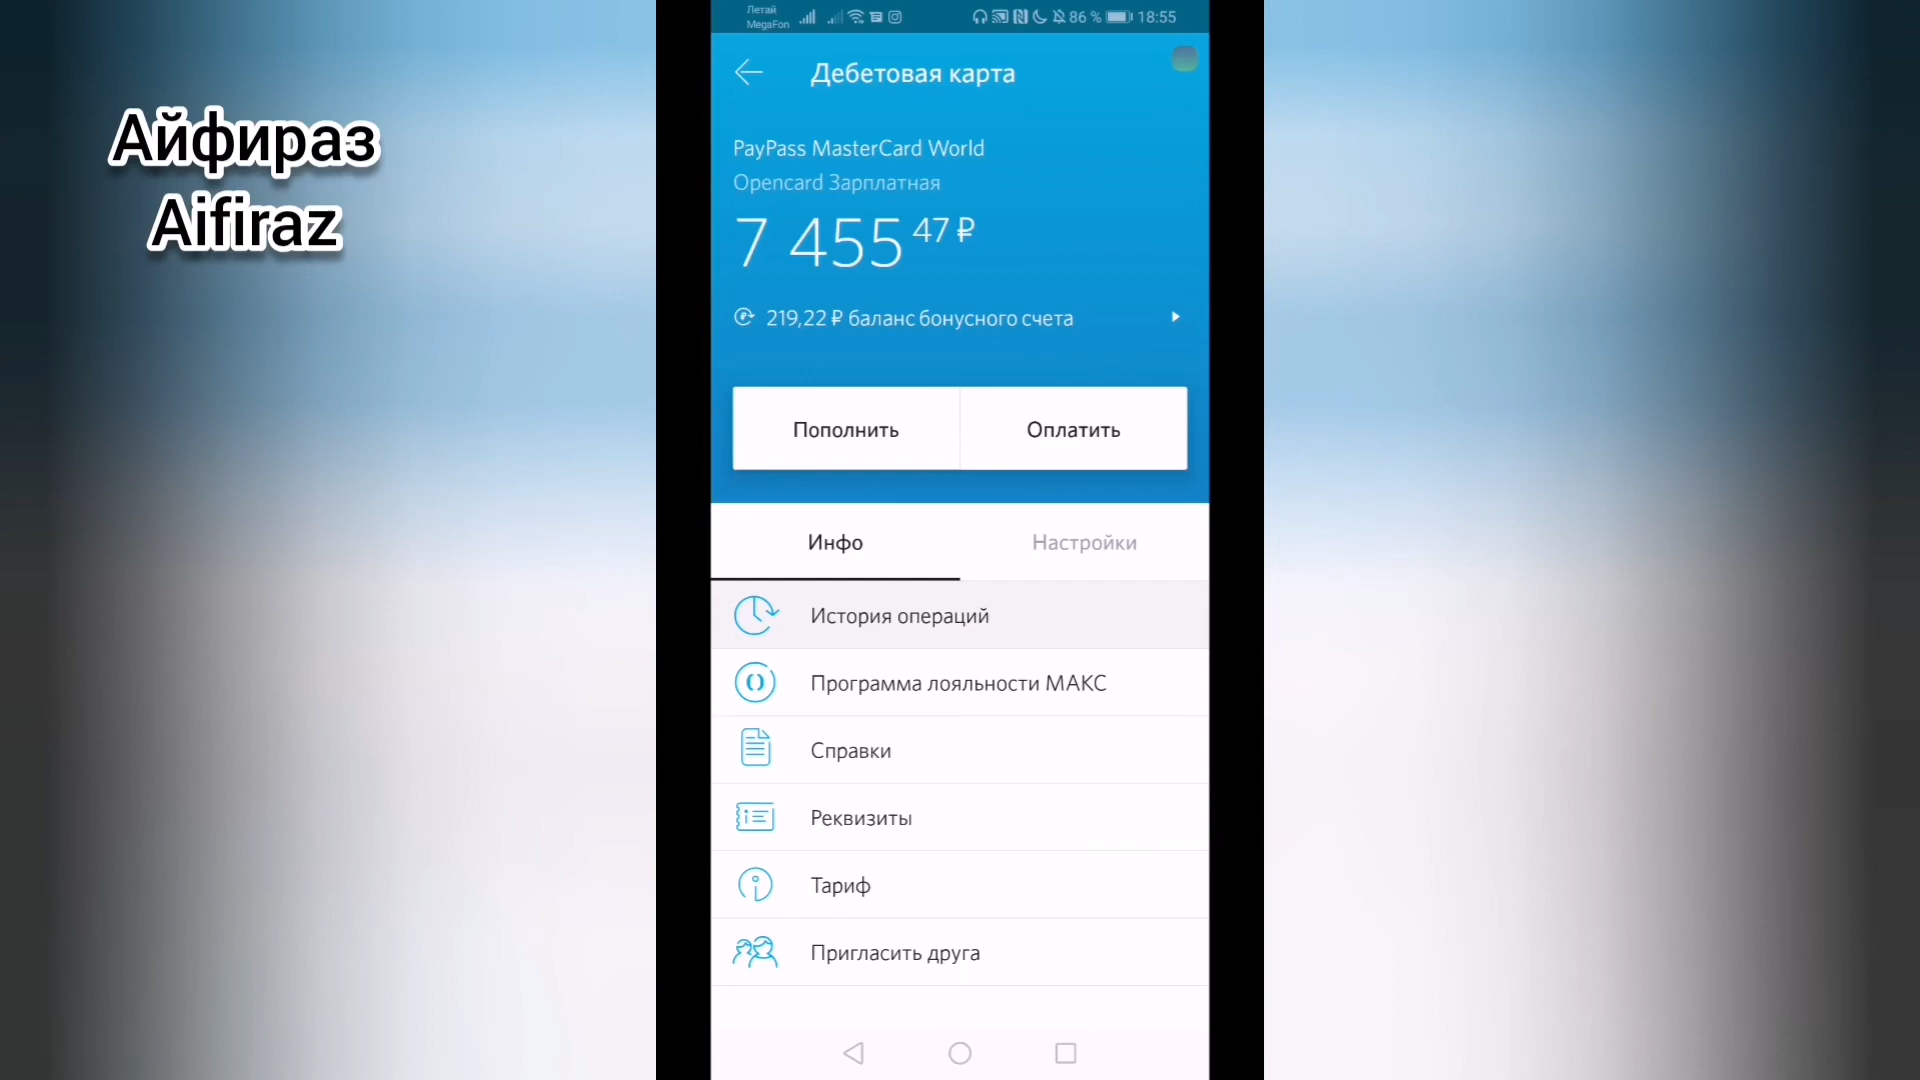 Айфираз
Aifiraz
Летай
MegaFon
86 %
18:55
Дебетовая карта
PayPass MasterCard World
Opencard Зарплатная
7 455 47 ₽
219,22 ₽ баланс бонусного счета
Пополнить
Оплатить
Инфо
Настройки
История операций
Программа лояльности МАКС
Справки
Реквизиты
Тариф
Пригласить друга